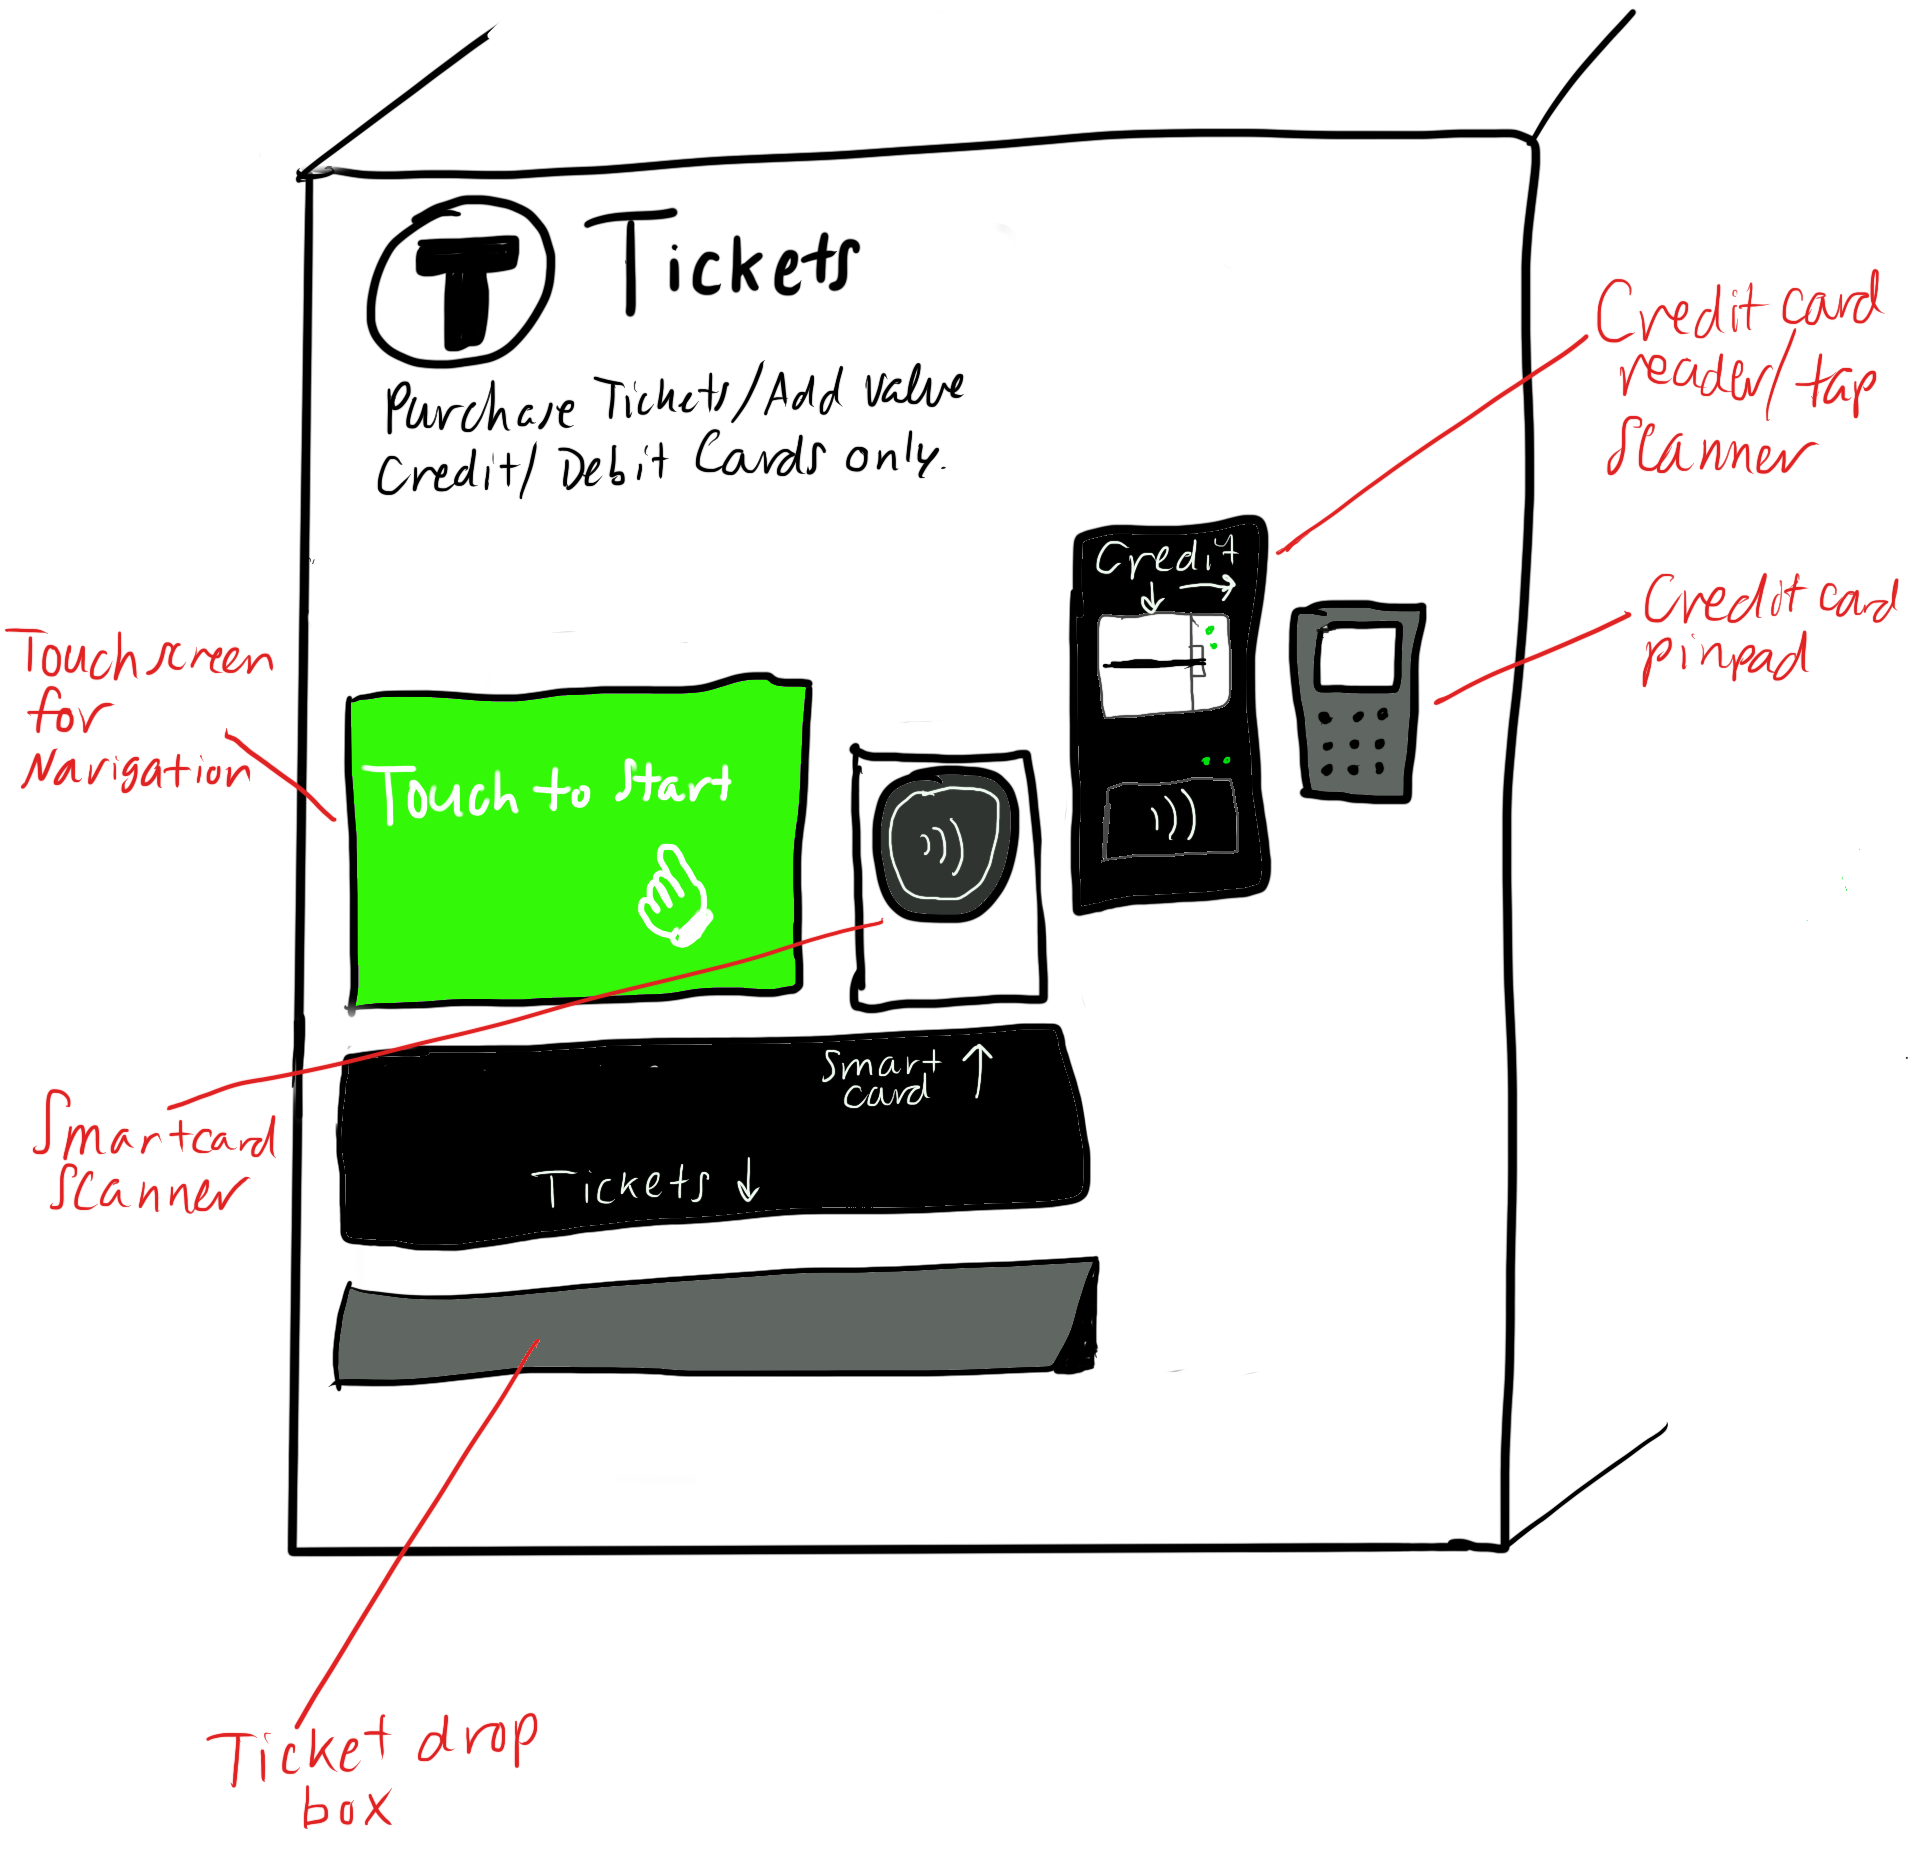 T Tickets
Purchase Tickets/Add value
Credit/Debit Cards only.
Credit card
reader/tap
scanner
Credit
Credit card
pinpad
Touchscreen
for
Navigation
Touch to Start
Smart
card ↑
Tickets ↓
Smartcard
scanner
Ticket drop
box